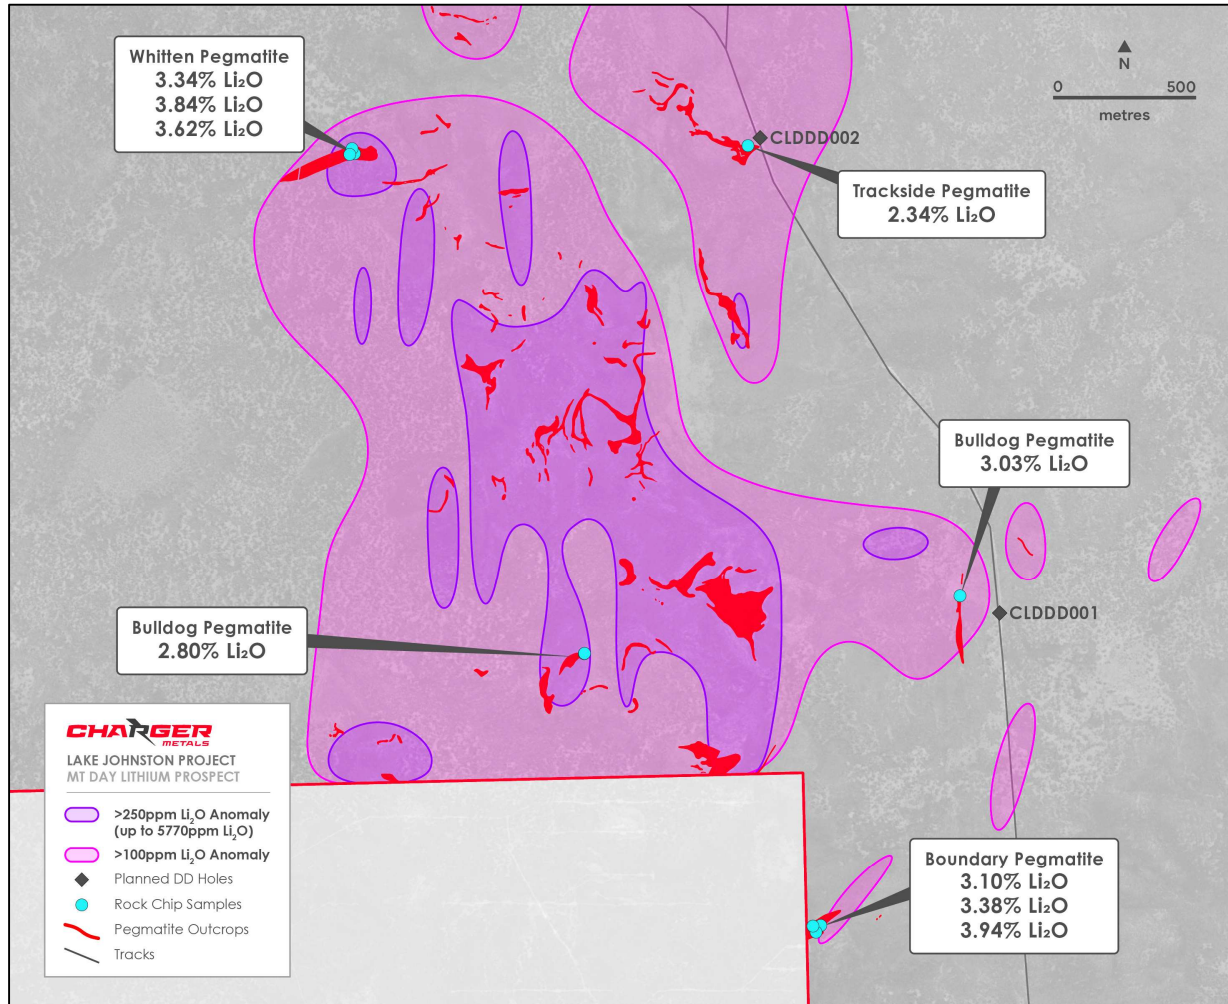 Whitten Pegmatite
3.34% Li₂O
3.84% Li₂O
3.62% Li₂O
N
0 500
metres
CLDDD002
Trackside Pegmatite
2.34% Li₂O
Bulldog Pegmatite
3.03% Li₂O
CLDDD001
Bulldog Pegmatite
2.80% Li₂O
CHARGER
METALS
LAKE JOHNSTON PROJECT
MT DAY LITHIUM PROSPECT
>250ppm Li₂O Anomaly
(up to 5770ppm Li₂O)
>100ppm Li₂O Anomaly
Planned DD Holes
Rock Chip Samples
Pegmatite Outcrops
Tracks
Boundary Pegmatite
3.10% Li₂O
3.38% Li₂O
3.94% Li₂O